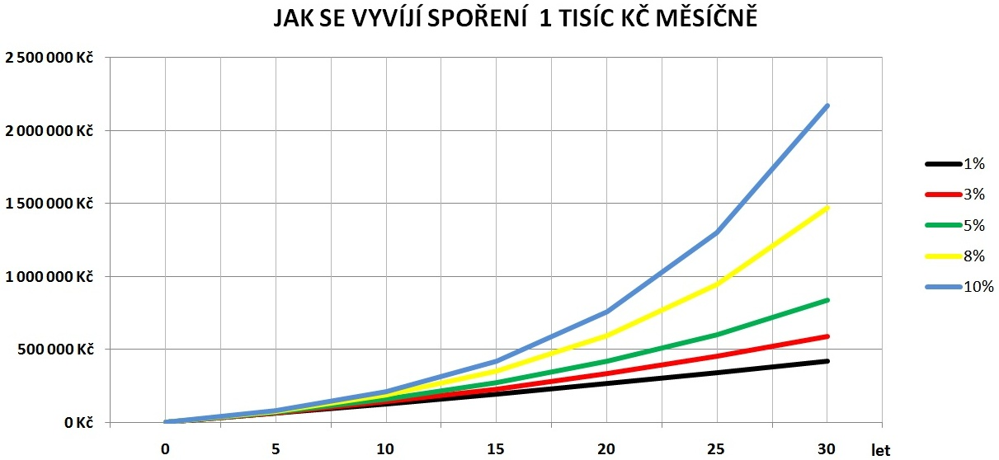 JAK SE VYVÍJÍ SPOŘENÍ  1 TISÍC KČ MĚSÍČNĚ
2 500 000 Kč
2 000 000 Kč
1 500 000 Kč
1 000 000 Kč
500 000 Kč
0 Kč
0 5 10 15 20 25 30 let
1%
3%
5%
8%
10%